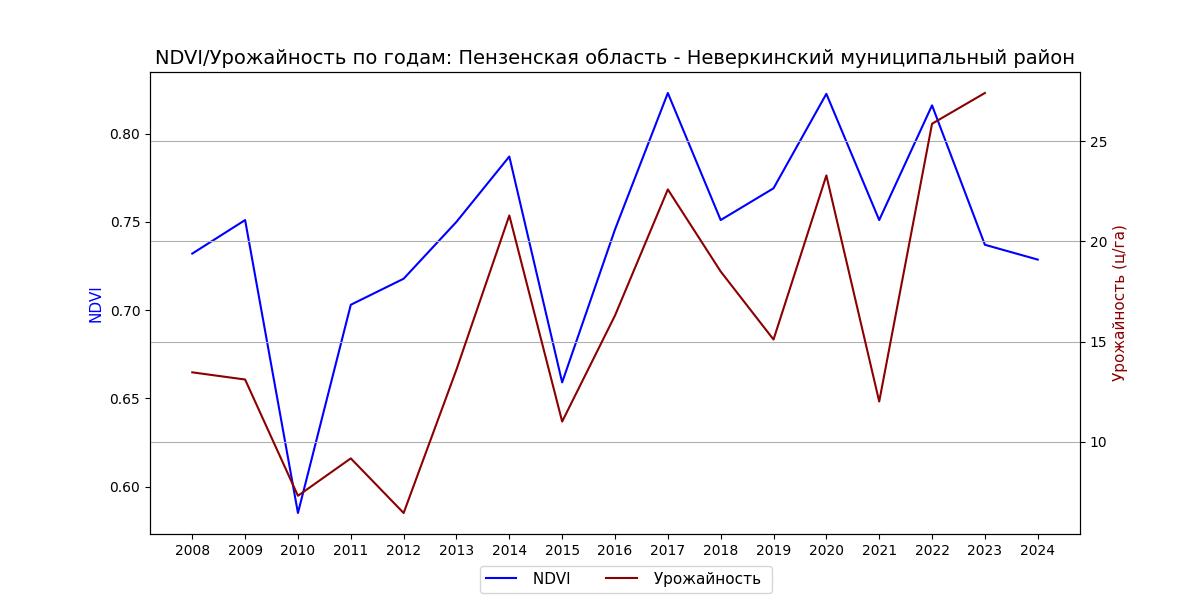 NDVI/Урожайность по годам: Пензенская область - Неверкинский муниципальный район
0.80
0.75
0.70
0.65
0.60
NDVI
25
20
15
10
Урожайность (ц/га)
2008 2009 2010 2011 2012 2013 2014 2015 2016 2017 2018 2019 2020 2021 2022 2023 2024
NDVI Урожайность